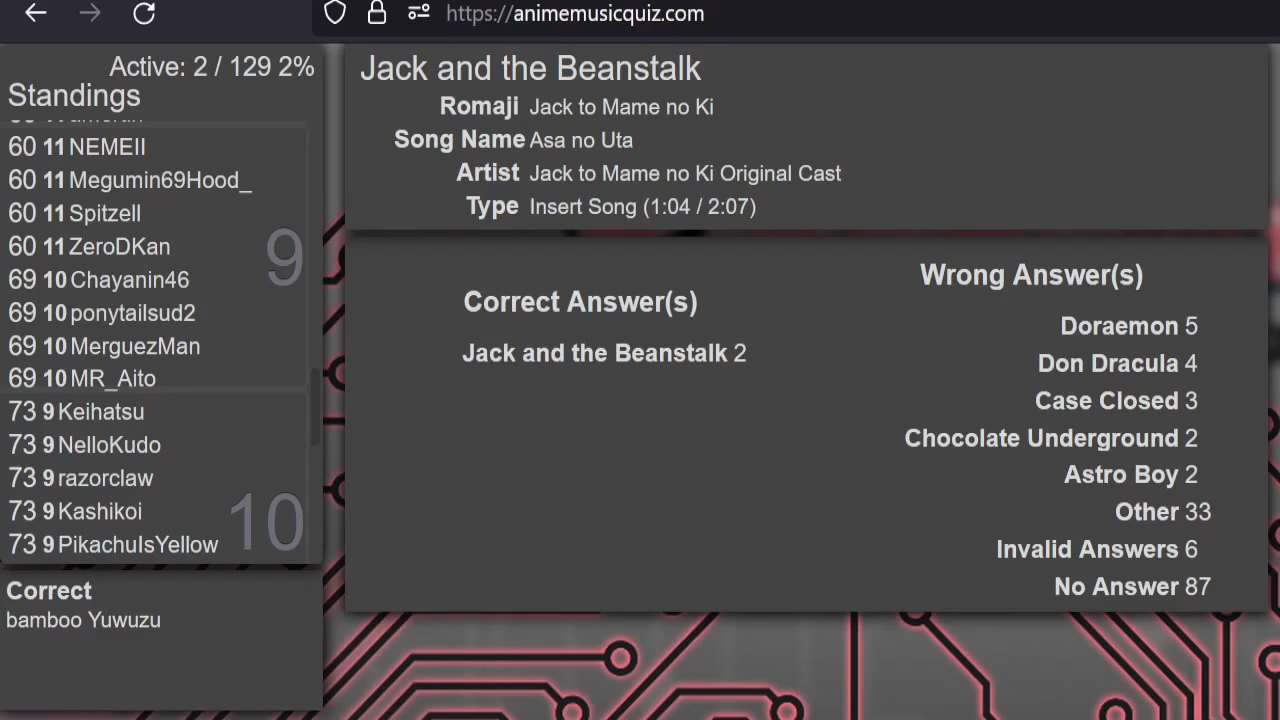 https://animemusicquiz.com
Active: 2 / 129 2%
Standings
60 11 NEMEII
60 11 Megumin69Hood_
60 11 Spitzell
60 11 ZeroDKan
9
69 10 Chayanin46
69 10 ponytailsud2
69 10 MerguezMan
69 10 MR_Aito
73 9 Keihatsu
73 9 NelloKudo
73 9 razorclaw
73 9 Kashikoi
10
73 9 PikachuIsYellow
Correct
bamboo Yuwuzu
Jack and the Beanstalk
Romaji Jack to Mame no Ki
Song Name Asa no Uta
Artist Jack to Mame no Ki Original Cast
Type Insert Song (1:04 / 2:07)
Correct Answer(s)
Jack and the Beanstalk 2
Wrong Answer(s)
Doraemon 5
Don Dracula 4
Case Closed 3
Chocolate Underground 2
Astro Boy 2
Other 33
Invalid Answers 6
No Answer 87